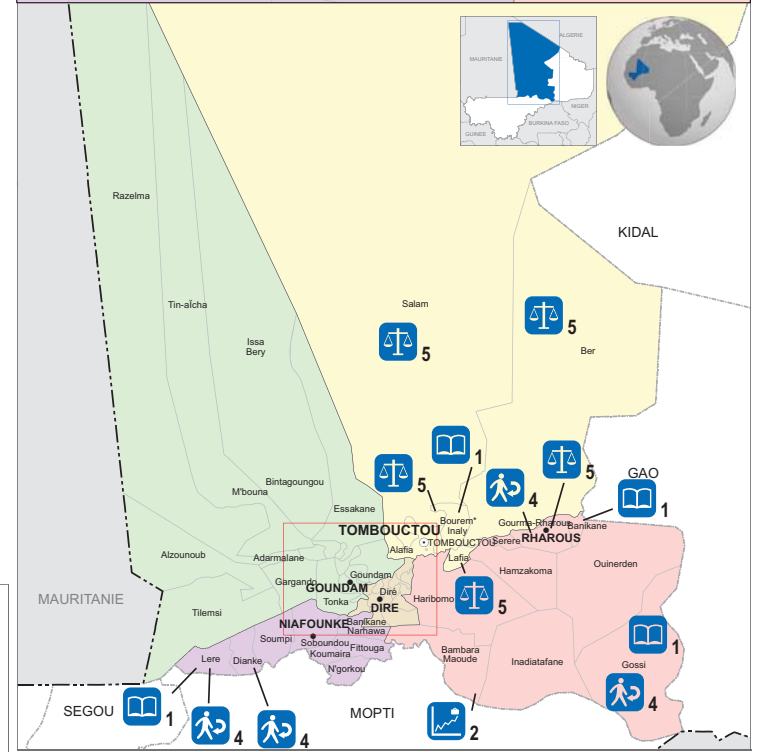 ALGERIE
MAURITANIE
NIGER
BURKINA FASO
GUINEE
Razelma
KIDAL
Tin-aÏcha
Salam
5
Issa
Bery
5
Ber
1
5
5
GAO
4
1
Bintagoungou
M'bouna
Essakane
Bourem*
Inaly
Gourma-Rharous
Banikane
TOMBOUCTOU
TOMBOUCTOU
Serere
RHAROUS
Alafia
Lafia
Alzounoub
Adarmalane
Ouinerden
Hamzakoma
Gargando
Goundam
GOUNDAM
Diré
Tonka
DIRE
Haribomo
5
MAURITANIE
Tilemsi
NIAFOUNKE
Banikane
Narhawa
Soumpi
Soboundou
Koumaira
Fittouga
Bambara
Maoude
Inadiatafane
1
Lere
Dianke
N'gorkou
Gossi
4
SEGOU
1
4
4
MOPTI
2